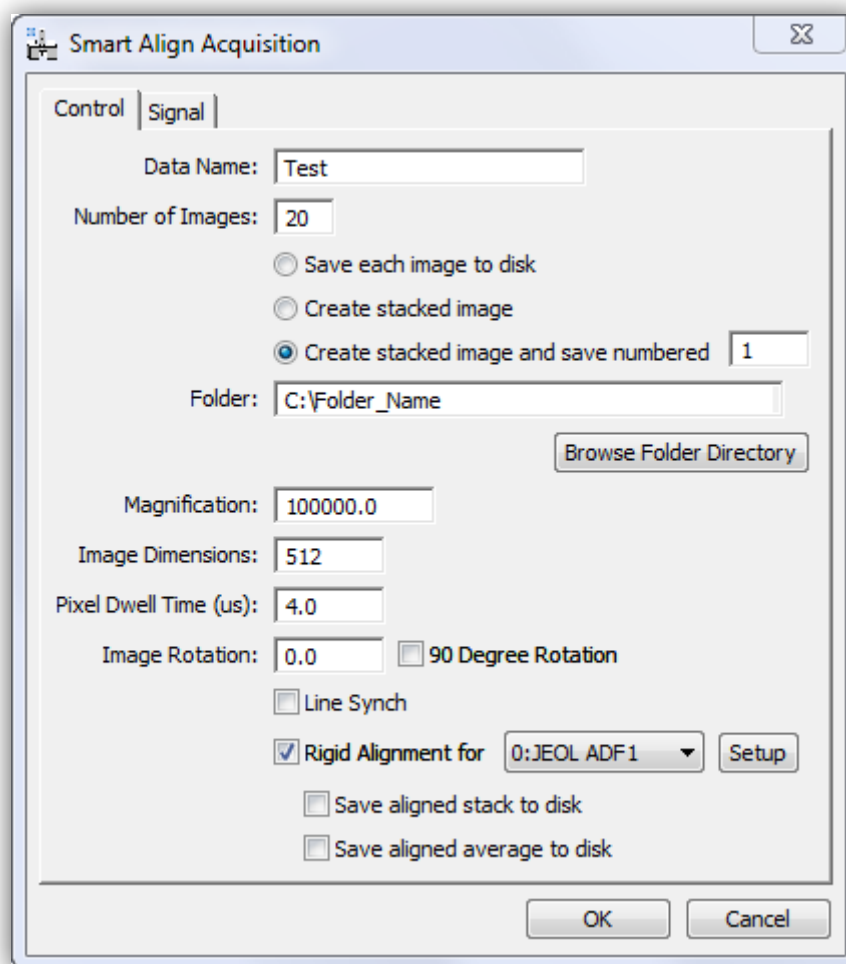 Smart Align Acquisition
Control Signal
Data Name: Test
Number of Images: 20
Save each image to disk
Create stacked image
Create stacked image and save numbered 1
Folder: C:\Folder_Name
Browse Folder Directory
Magnification: 100000.0
Image Dimensions: 512
Pixel Dwell Time (us): 4.0
Image Rotation: 0.0 90 Degree Rotation
Line Synch
Rigid Alignment for 0:JEOL ADF1 Setup
Save aligned stack to disk
Save aligned average to disk
OK Cancel